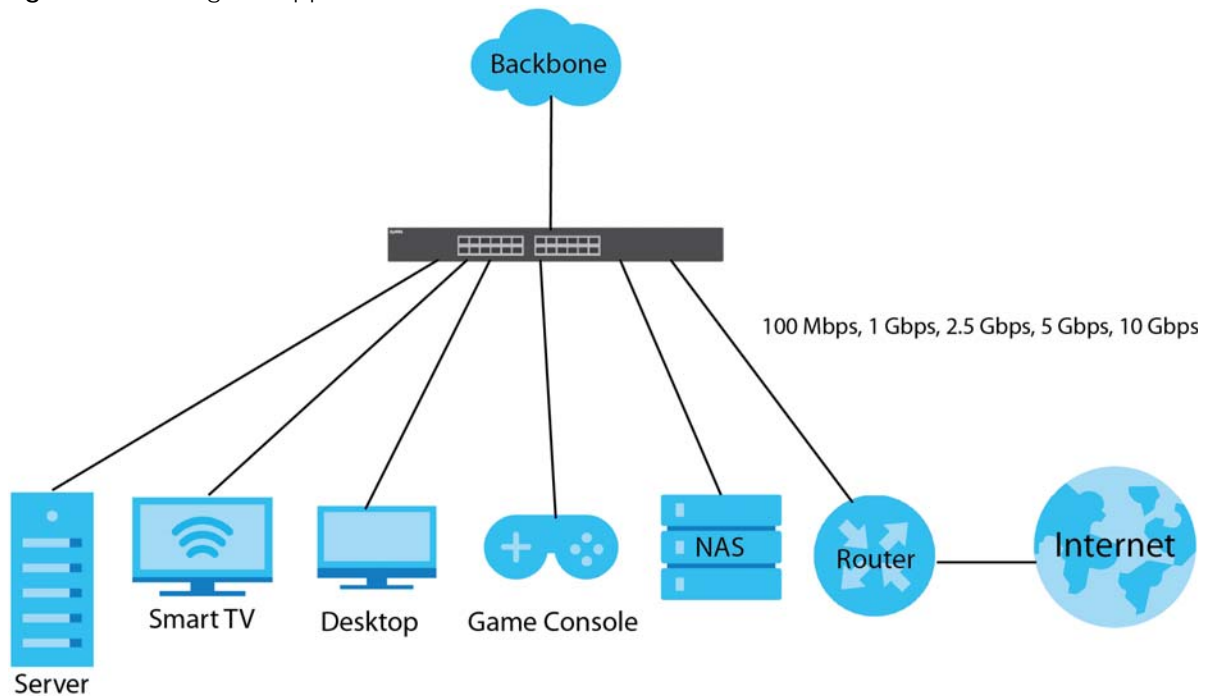 Backbone
100 Mbps, 1 Gbps, 2.5 Gbps, 5 Gbps, 10 Gbps
NAS
Router
Internet
Smart TV
Desktop
Game Console
Server